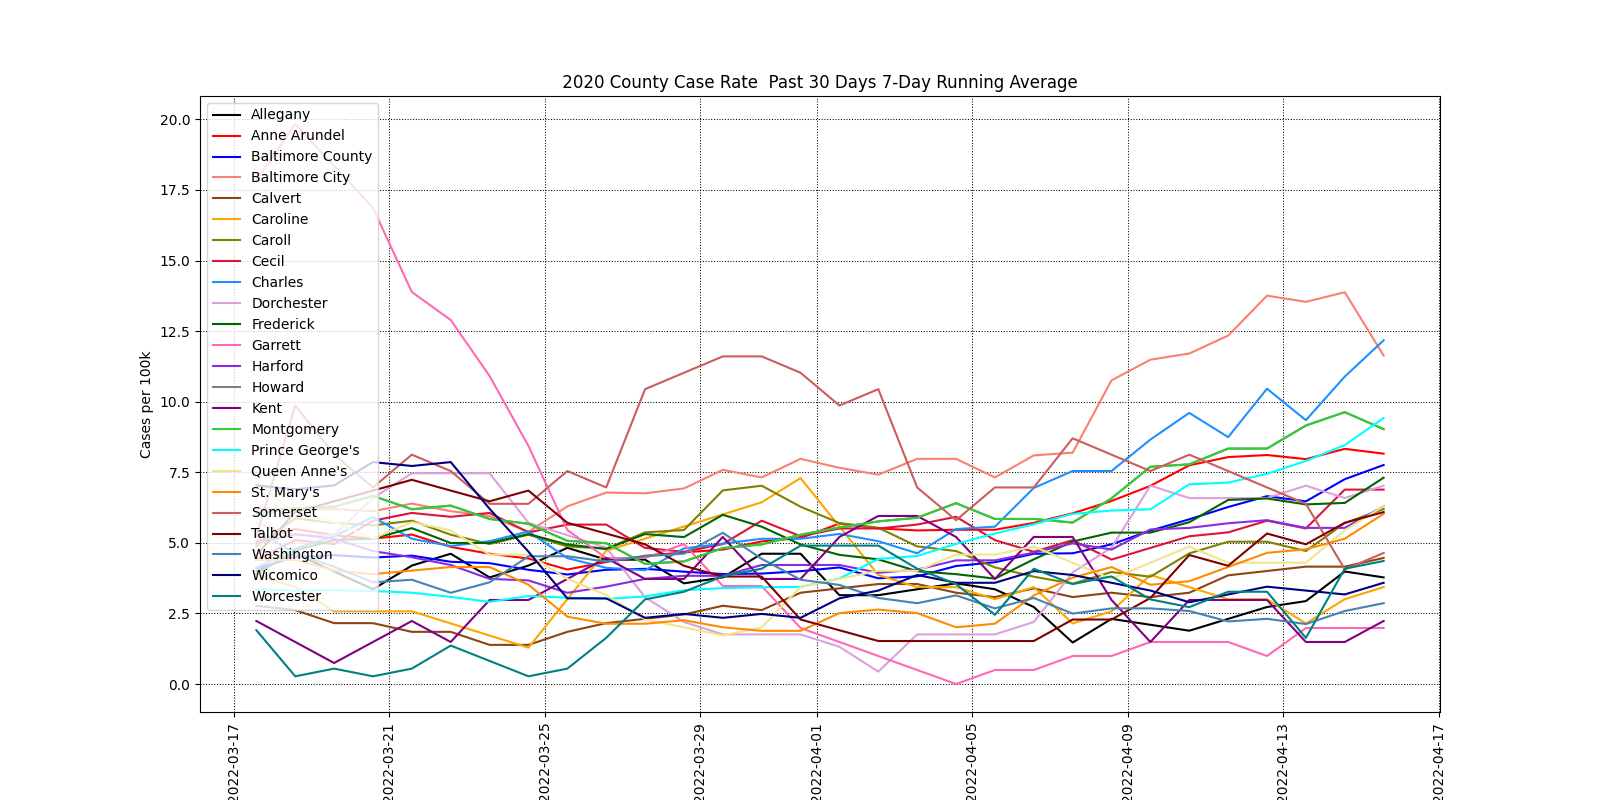 2020 County Case Rate  Past 30 Days 7-Day Running Average
Cases per 100k
20.0
17.5
15.0
12.5
10.0
7.5
5.0
2.5
0.0
Allegany
Anne Arundel
Baltimore County
Baltimore City
Calvert
Caroline
Caroll
Cecil
Charles
Dorchester
Frederick
Garrett
Harford
Howard
Kent
Montgomery
Prince George's
Queen Anne's
St. Mary's
Somerset
Talbot
Washington
Wicomico
Worcester
2022-03-17
2022-03-21
2022-03-25
2022-03-29
2022-04-01
2022-04-05
2022-04-09
2022-04-13
2022-04-17